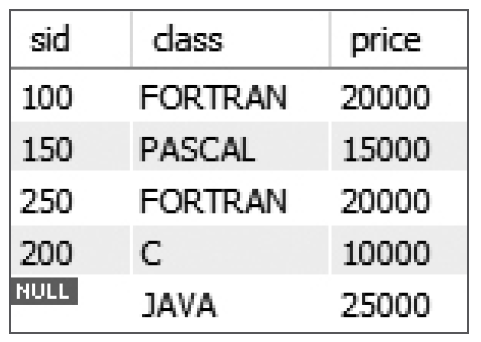 sid class price
100 FORTRAN 20000
150 PASCAL 15000
250 FORTRAN 20000
200 C 10000
NULL JAVA 25000